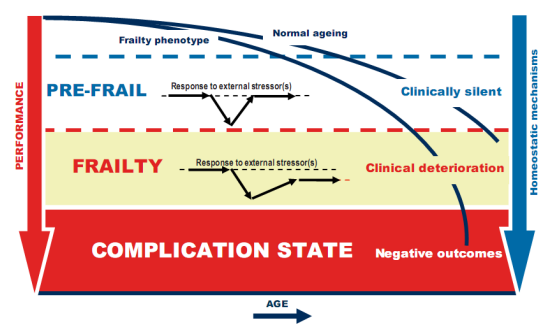 Normal ageing
Frailty phenotype
PRE-FRAIL
Response to external stressor(s)
Clinically silent
FRAILTY
Response to external stressor(s)
Clinical deterioration
COMPLICATION STATE
Negative outcomes
PERFORMANCE
Homeostatic mechanisms
AGE